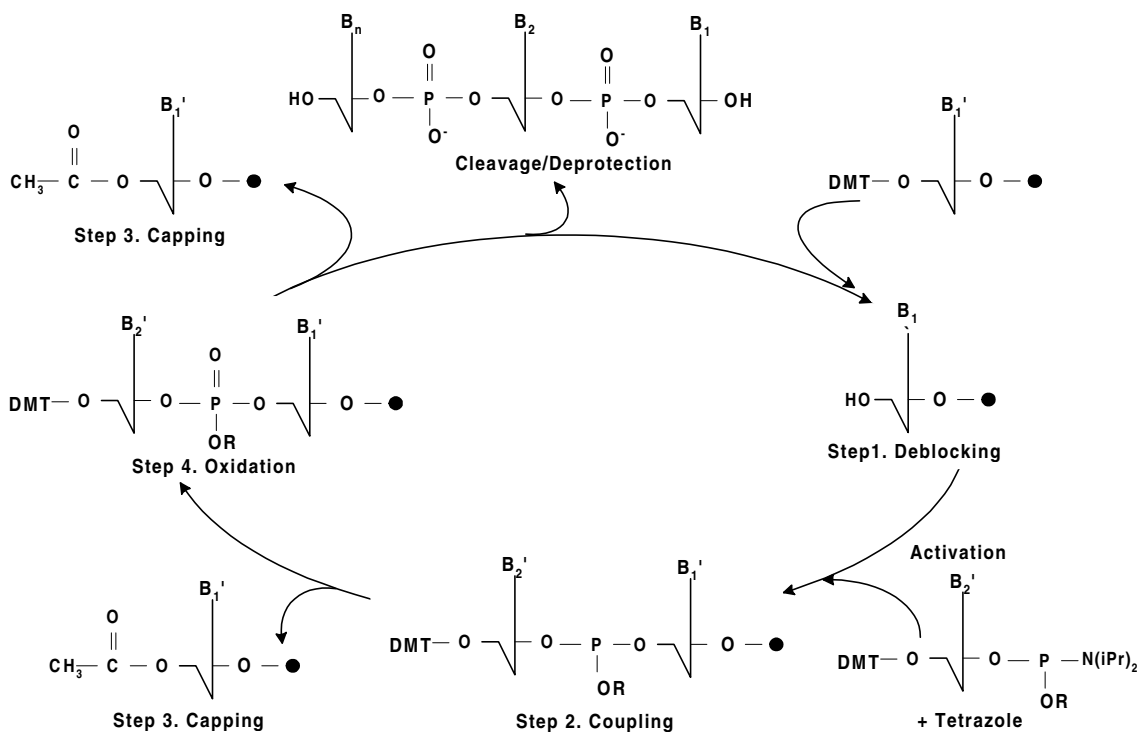 Bn B2 B1
O O
HO O P O O P O OH
O- O-
Cleavage/Deprotection
B1'
O
CH3 C O O
Step 3. Capping
B1'
DMT O O
B1
HO O
Step1. Deblocking
B2' B1'
O
DMT O O P O O
OR
Step 4. Oxidation
Activation
B2'
DMT O O P N(iPr)2
OR
+ Tetrazole
B2' B1'
DMT O O P O O
OR
Step 2. Coupling
B1'
O
CH3 C O O
Step 3. Capping